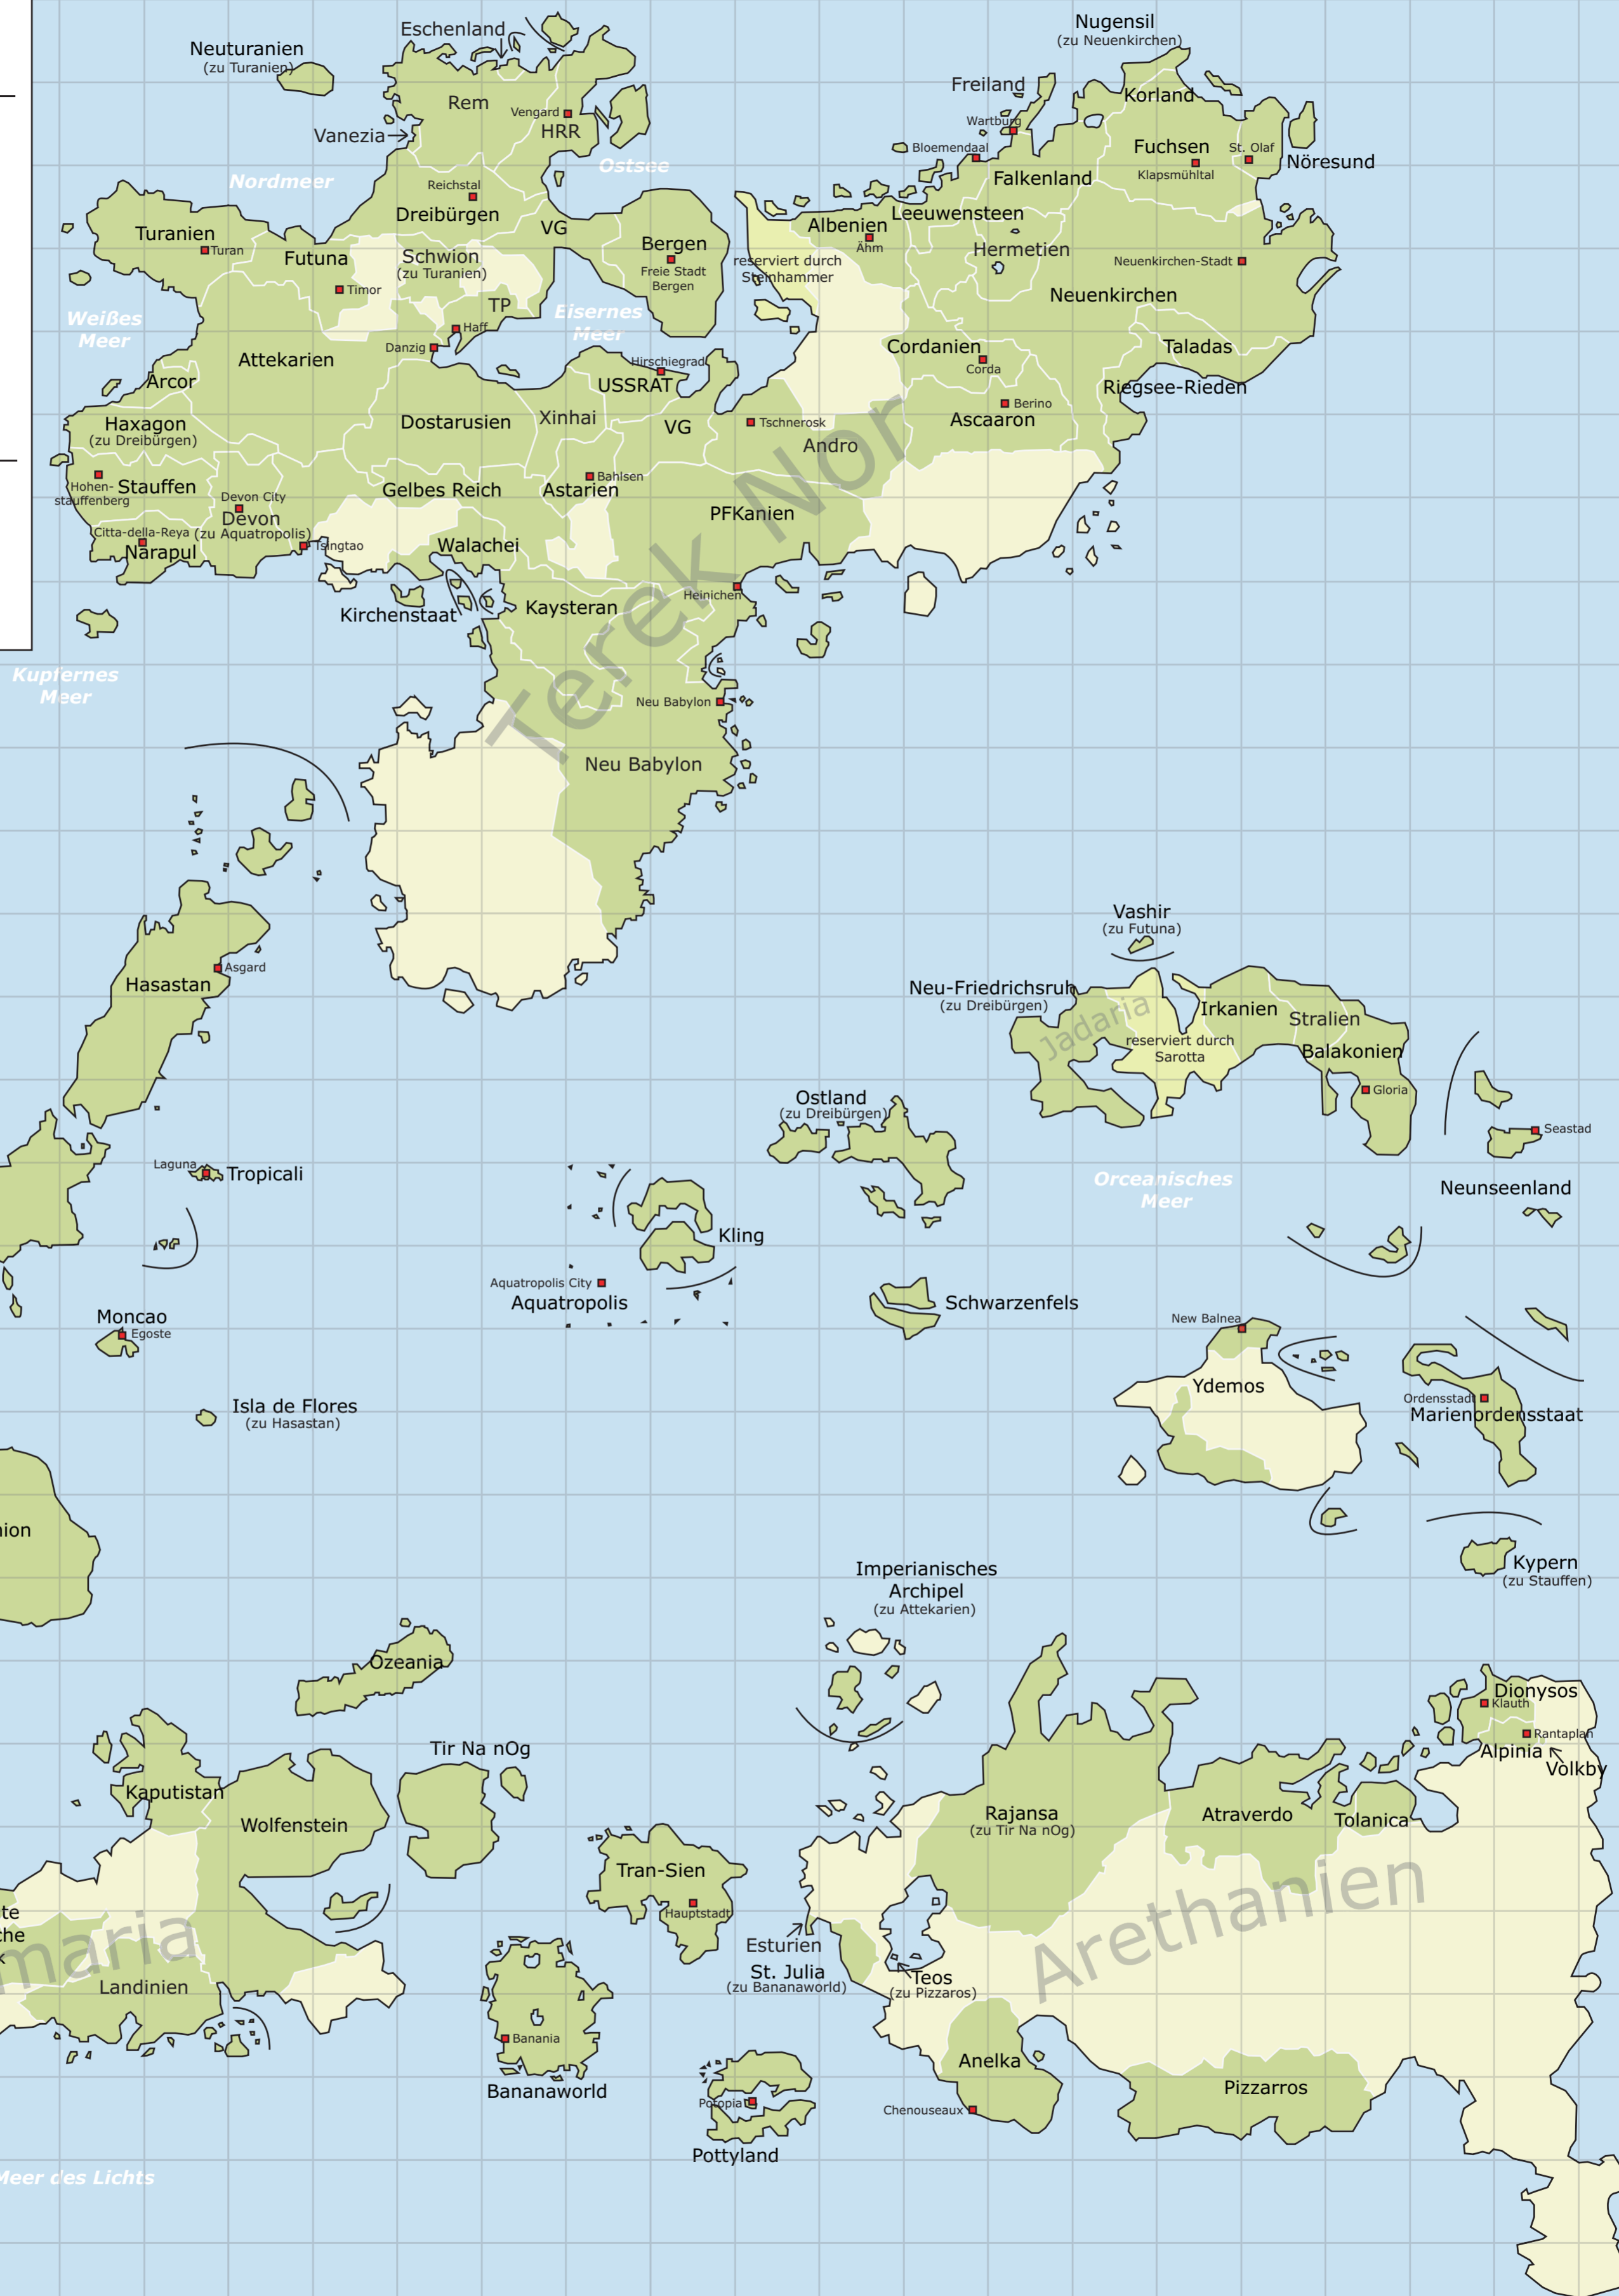 Nugensil
(zu Neuenkirchen)
Eschenland
Neuturanien
(zu Turanien)
Rem
Vengard
HRR
Vanezia
Freiland
Korland
Wartburg
Bloemendaal
Fuchsen
Klapsmühltal
St. Olaf
Nöresund
Ostsee
Nordmeer
Reichstal
Dreibürgen
Falkenland
Leeuwensteen
Turanien
Turan
Futuna
Timor
Schwion
(zu Turanien)
VG
Bergen
Freie Stadt
Bergen
Albenien
Ähm
reserviert durch
Steinhammer
Hermetien
Neuenkirchen-Stadt
Neuenkirchen
TP
Haff
Danzig
Weißes
Meer
Eisernes
Meer
Attekarien
Arcor
Hirschiegrad
USSRAT
Cordanien
Corda
Taladas
Riegsee-Rieden
Haxagon
(zu Dreibürgen)
Dostarusien
Xinhai
VG
Tschnerosk
Andro
Berino
Ascaaron
Hohen-
stauffenberg
Stauffen
Devon City
Devon
(zu Aquatropolis)
Gelbes Reich
Bahlsen
Astarien
PFKanien
Citta-della-Reya
Narapul
Tsingtao
Walachei
Kirchenstaat
Kaysteran
Heinichen
Terek Nor
Kupfernes
Meer
Neu Babylon
Neu Babylon
Hasastan
Asgard
Vashir
(zu Futuna)
Neu-Friedrichsruh
(zu Dreibürgen)
Jadaria
reserviert durch
Sarotta
Irkanien
Stralien
Balakonien
Gloria
Ostland
(zu Dreibürgen)
Seastad
Neunseenland
Laguna
Tropicali
Orceanisches
Meer
Kling
Aquatropolis City
Aquatropolis
Schwarzenfels
Moncao
Egoste
New Balnea
Ydemos
Ordensstadt
Marienordensstaat
Isla de Flores
(zu Hasastan)
nion
Imperianisches
Archipel
(zu Attekarien)
Kypern
(zu Stauffen)
Ozeania
Dionysos
Klauth
Rantaplan
Alpinia
Volkby
Tir Na nOg
Kaputistan
Wolfenstein
Rajansa
(zu Tir Na nOg)
Atraverdo
Tolanica
Tran-Sien
Hauptstadt
Arethanien
te
che
k
maria
Landinien
Esturien
St. Julia
(zu Bananaworld)
Teos
(zu Pizzaros)
Banania
Bananaworld
Anelka
Chenouseaux
Pizzarros
Potopia
Pottyland
Meer des Lichts